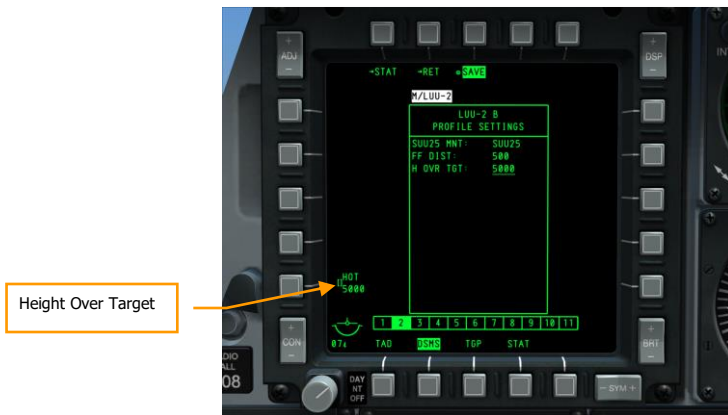 ADJ
DSP
IN
→STAT →RET SAVE
M/LUU-2
LUU-2 B
PROFILE SETTINGS
SUU25 MNT: SUU25
FF DIST: 500
H OVR TGT: 5000
Height Over Target
HOT
5000
1 2 3 4 5 6 7 8 9 10 11
CON
BRT
TAD DSMS TGP STAT
DAY
NT
OFF
- SYM +
08